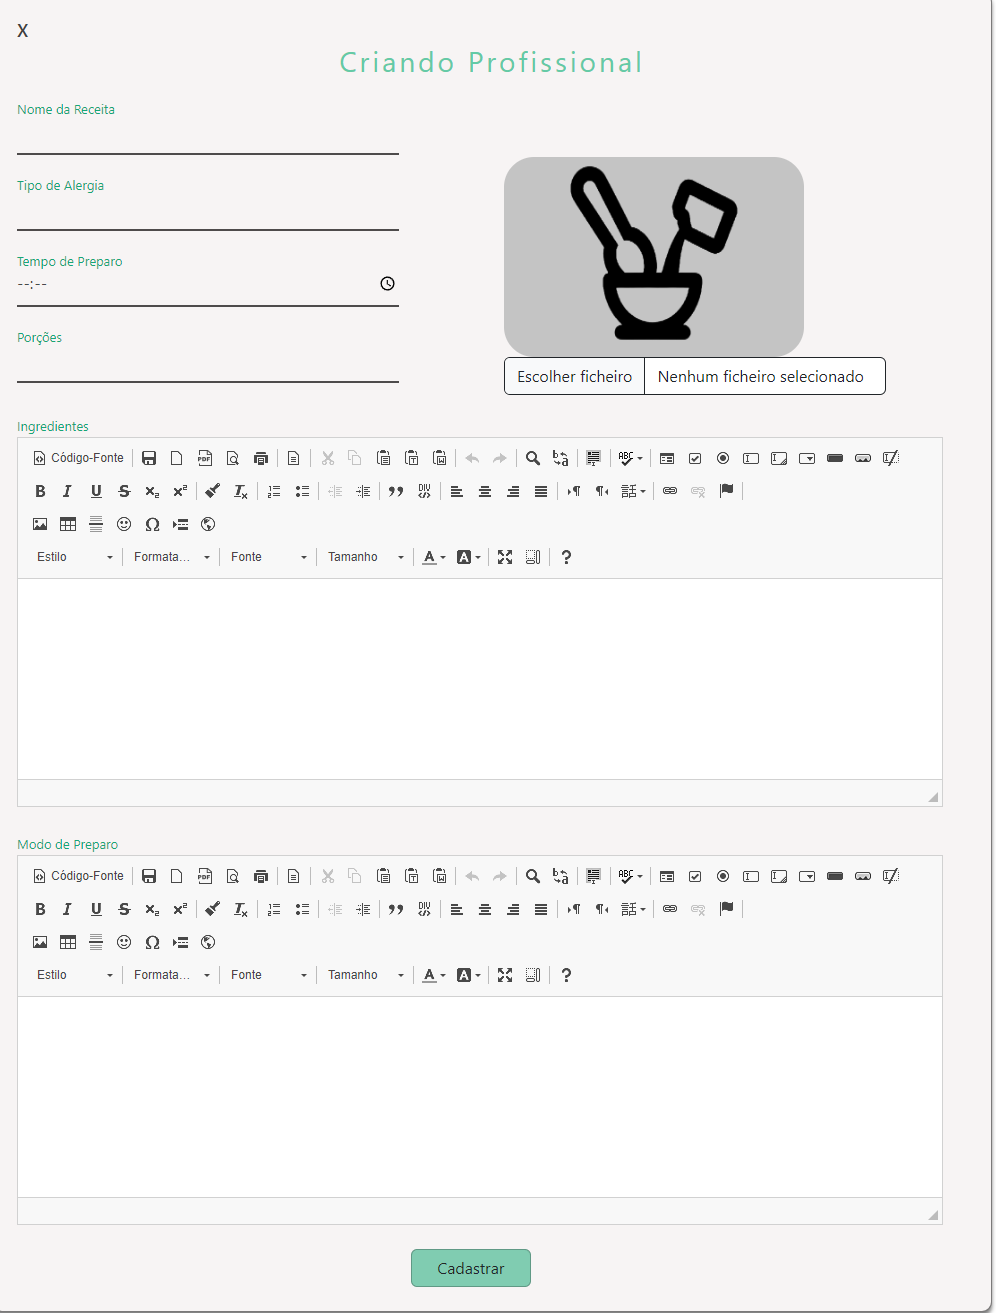 X
Criando Profissional
Nome da Receita
Tipo de Alergia
Tempo de Preparo
--:--
Porções
Escolher ficheiro Nenhum ficheiro selecionado
Ingredientes
Código-Fonte
Estilo Formata... Fonte Tamanho A A ?
Modo de Preparo
Código-Fonte
Estilo Formata... Fonte Tamanho A A ?
Cadastrar